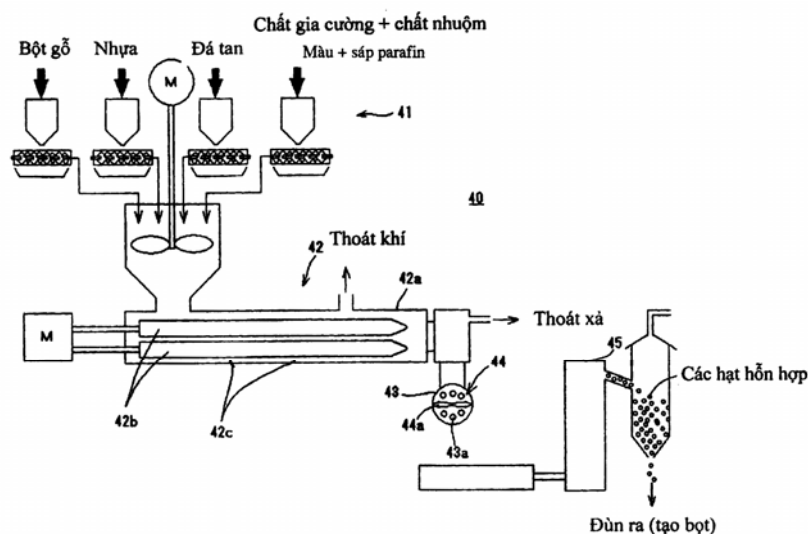 Chất gia cường + chất nhuộm
Bột gỗ
Nhựa
Đá tan
Màu + sáp parafin
M
41
40
Thoát khí
42
42a
M
Thoát xả
45
44
43
Các hạt hỗn hợp
44a
42b
42c
43a
Đùn ra (tạo bọt)